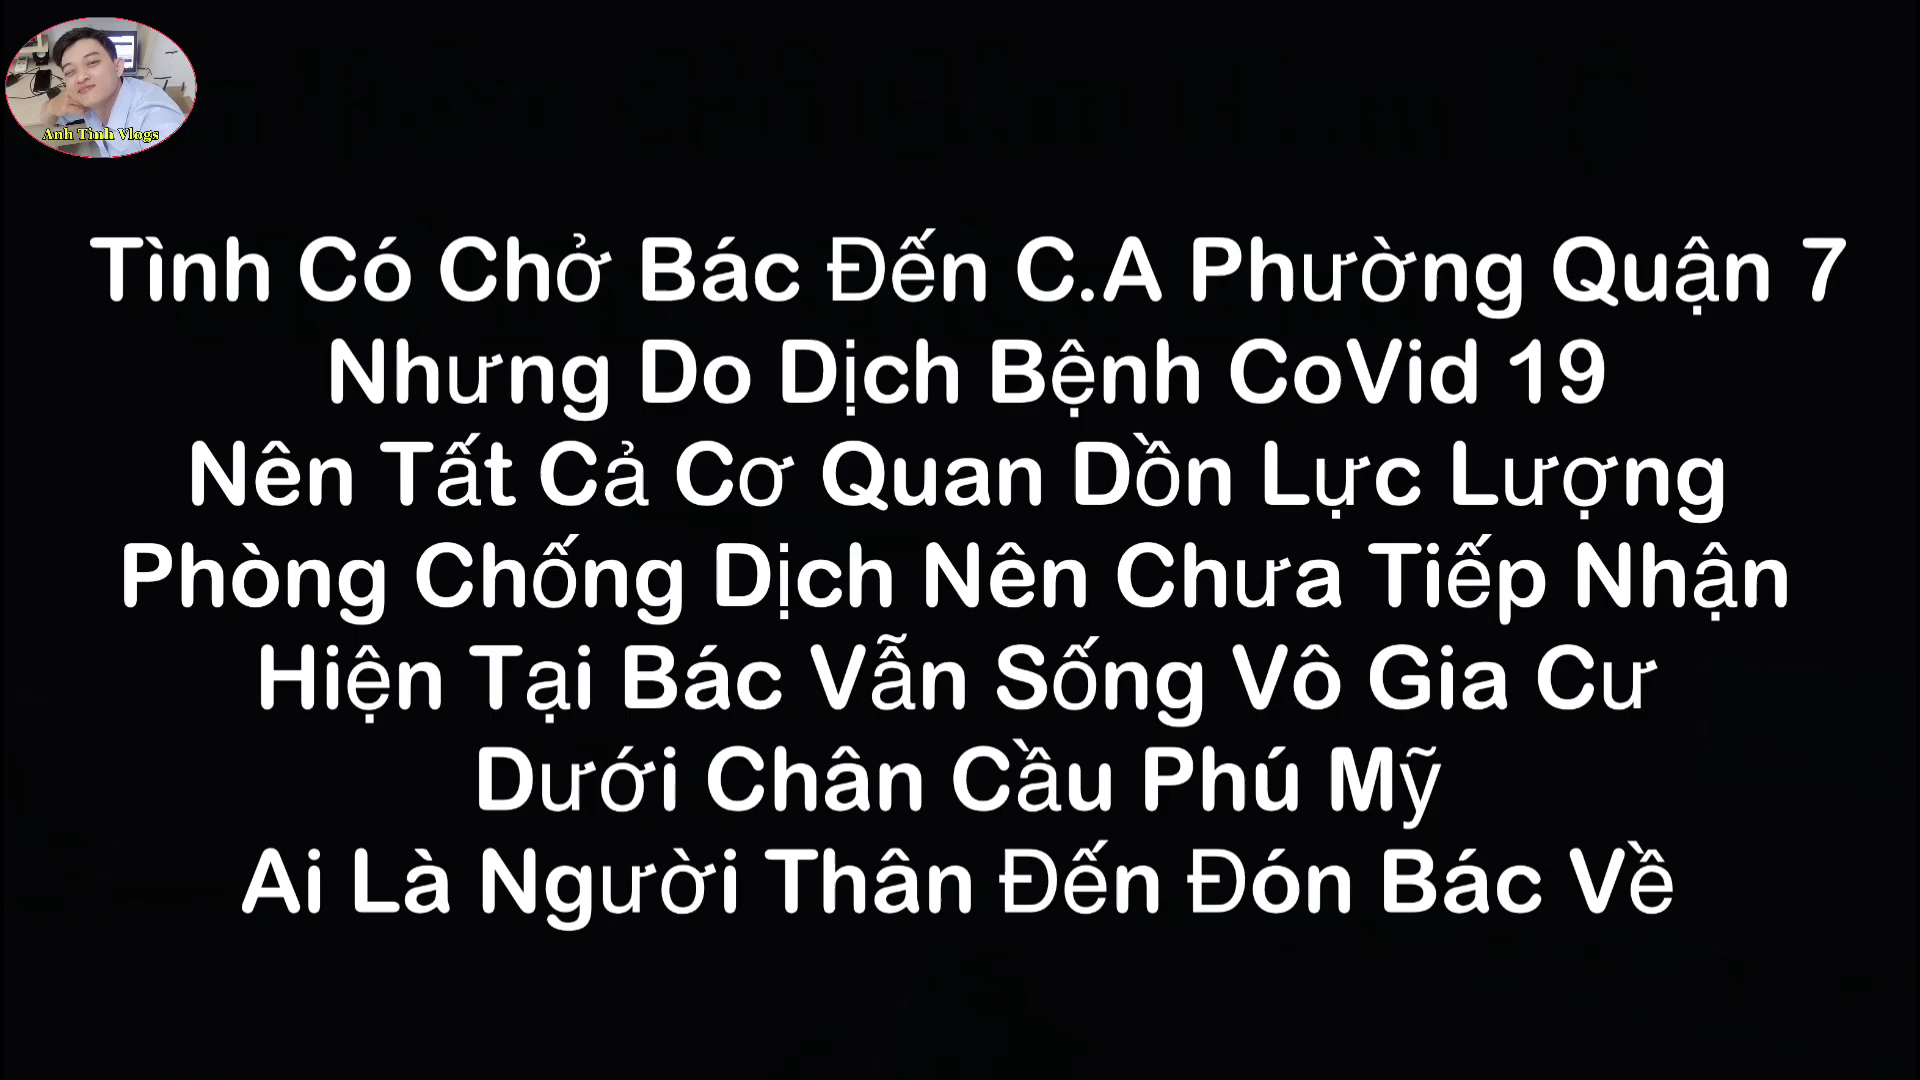 Anh Tình Vlogs
Tình Có Chở Bác Đến C.A Phường Quận 7
Nhưng Do Dịch Bệnh CoVid 19
Nên Tất Cả Cơ Quan Dồn Lực Lượng
Phòng Chống Dịch Nên Chưa Tiếp Nhận
Hiện Tại Bác Vẫn Sống Vô Gia Cư
Dưới Chân Cầu Phú Mỹ
Ai Là Người Thân Đến Đón Bác Về